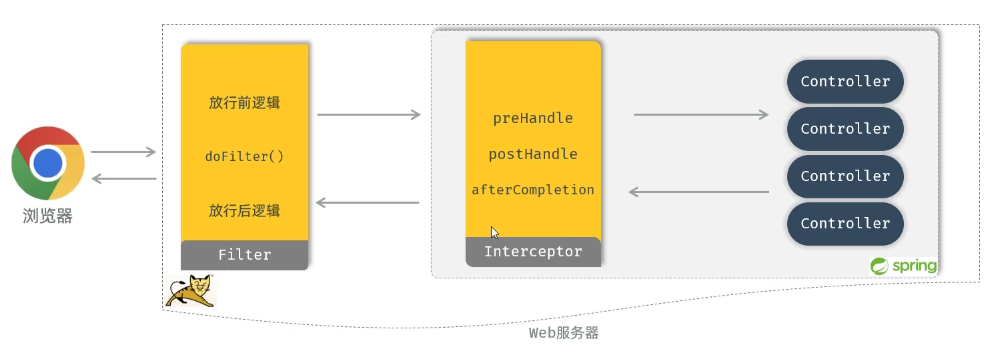 浏览器
放行前逻辑
doFilter()
放行后逻辑
Filter
preHandle
postHandle
afterCompletion
Interceptor
Controller
Controller
Controller
Controller
spring
Web服务器